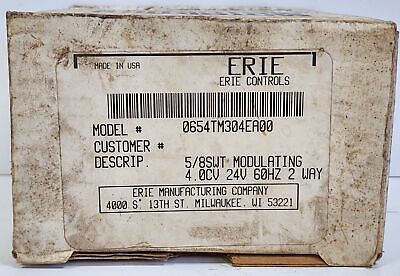 MADE IN USA
ERIE
ERIE CONTROLS
MODEL # 0654TM304EA00
CUSTOMER #
DESCRIP. 5/8SWT MODULATING
4.0CV 24V 60HZ 2 WAY
ERIE MANUFACTURING COMPANY
4000 S. 13TH ST. MILWAUKEE, WI 53221